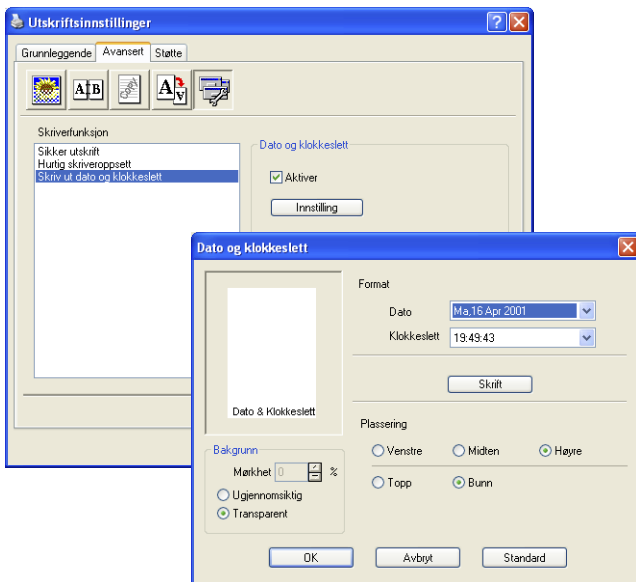 Utskriftsinnstillinger
Grunnleggende Avansert Støtte
A B
A A
Skriverfunksjon
Sikker utskrift
Hurtig skriveroppsett
Skriv ut dato og klokkeslett
Dato og klokkeslett
Aktiver
Innstilling
Dato og klokkeslett
Dato & Klokkeslett
Format
Dato Ma,16 Apr 2001
Klokkeslett 19:49:43
Skrift
Bakgrunn
Mørkhet 0 %
Ugjennomsiktig
Transparent
Plassering
Venstre Midten Høyre
Topp Bunn
OK Avbryt Standard